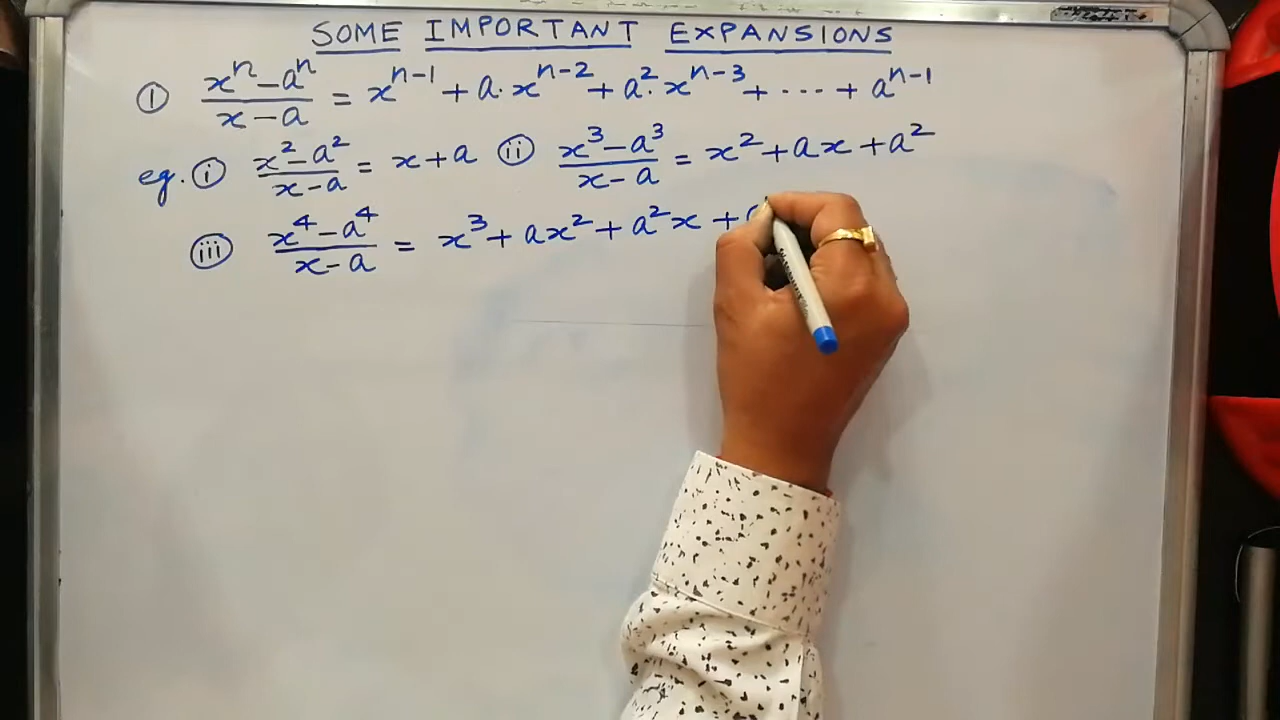 SOME IMPORTANT EXPANSIONS
① (xⁿ - aⁿ)/(x - a) = xⁿ⁻¹ + a·xⁿ⁻² + a²·xⁿ⁻³ + ... + aⁿ⁻¹
eg. ⓘ (x² - a²)/(x - a) = x + a ⓘⓘ (x³ - a³)/(x - a) = x² + ax + a²
ⓘⓘⓘ (x⁴ - a⁴)/(x - a) = x³ + ax² + a²x +